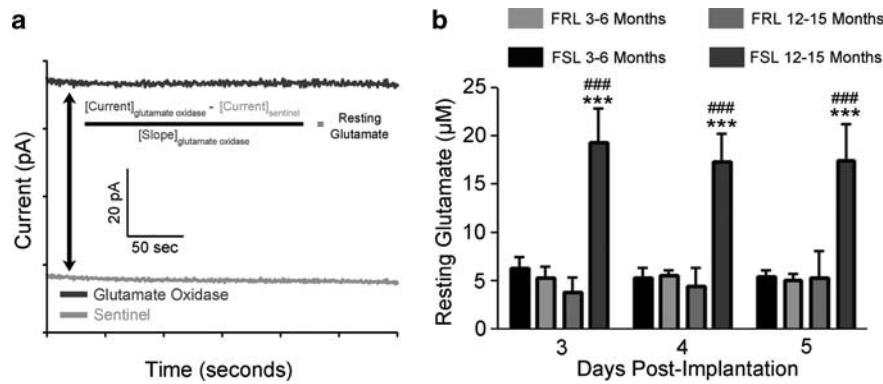 a
Current (pA)
[Current]glutamate oxidase - [Current]sentinel
[Slope]glutamate oxidase
= Resting Glutamate
20 pA
50 sec
Glutamate Oxidase
Sentinel
Time (seconds)
b
FRL 3-6 Months
FRL 12-15 Months
FSL 3-6 Months
FSL 12-15 Months
Resting Glutamate (μM)
25
20
15
10
5
0
###
***
###
***
###
***
3
4
5
Days Post-Implantation